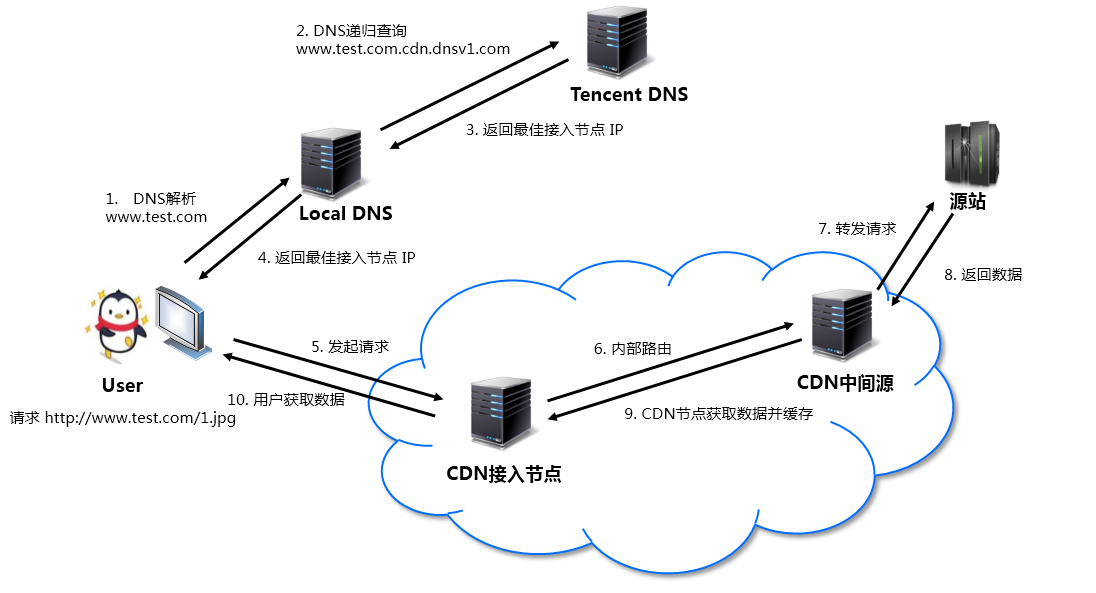 2. DNS递归查询
www.test.com.cdn.dnsv1.com
Tencent DNS
3. 返回最佳接入节点 IP
1. DNS解析
www.test.com
Local DNS
源站
7. 转发请求
4. 返回最佳接入节点 IP
8. 返回数据
5. 发起请求
6. 内部路由
User
CDN中间源
10. 用户获取数据
9. CDN节点获取数据并缓存
请求 http://www.test.com/1.jpg
CDN接入节点